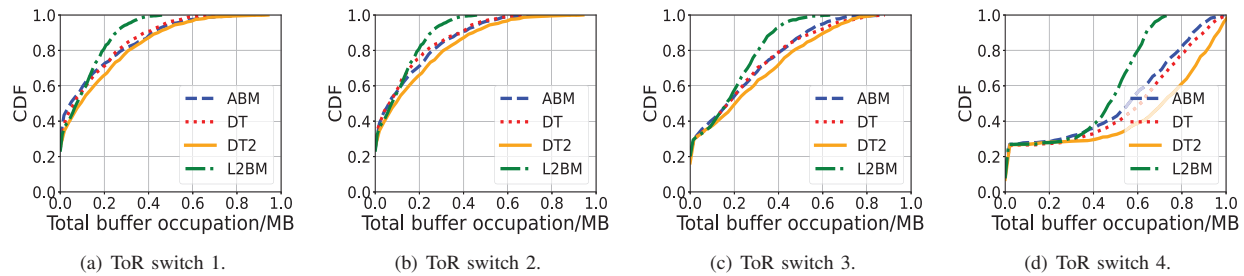 1.0
0.8
0.6
0.4
0.2
0.0
CDF
ABM
DT
DT2
L2BM
0.0 0.2 0.4 0.6 0.8 1.0
Total buffer occupation/MB
(a) ToR switch 1.
1.0
0.8
0.6
0.4
0.2
0.0
CDF
ABM
DT
DT2
L2BM
0.0 0.2 0.4 0.6 0.8 1.0
Total buffer occupation/MB
(b) ToR switch 2.
1.0
0.8
0.6
0.4
0.2
0.0
CDF
ABM
DT
DT2
L2BM
0.0 0.2 0.4 0.6 0.8 1.0
Total buffer occupation/MB
(c) ToR switch 3.
1.0
0.8
0.6
0.4
0.2
0.0
CDF
ABM
DT
DT2
L2BM
0.0 0.2 0.4 0.6 0.8 1.0
Total buffer occupation/MB
(d) ToR switch 4.